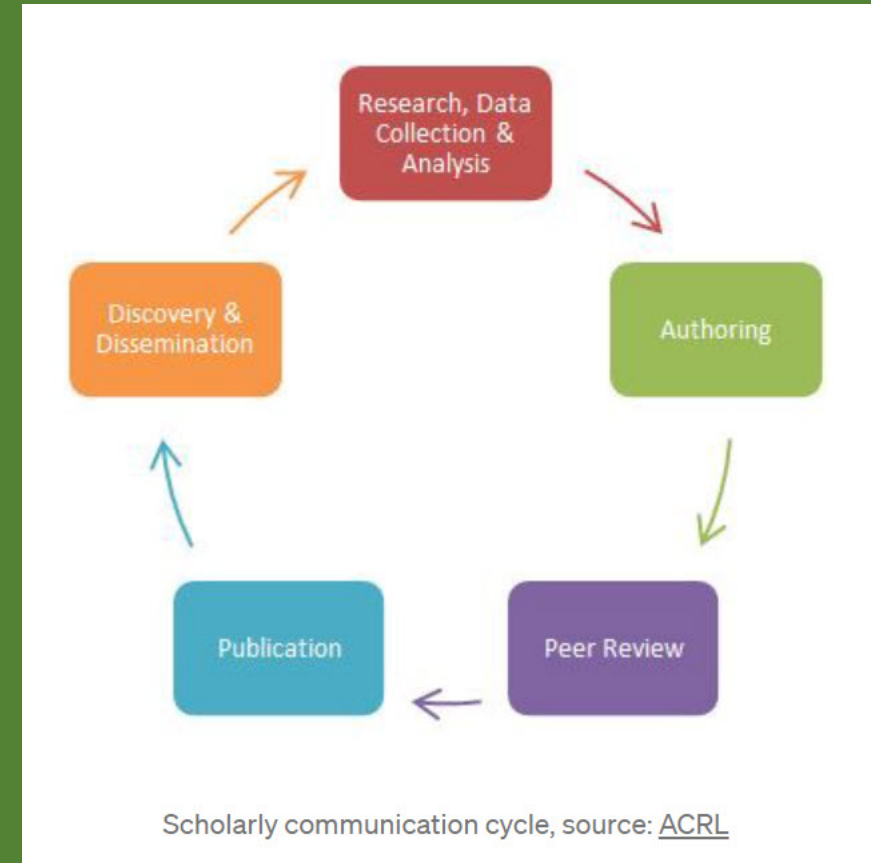 Research, Data
Collection &
Analysis
Authoring
Peer Review
Publication
Discovery &
Dissemination
Scholarly communication cycle, source: ACRL